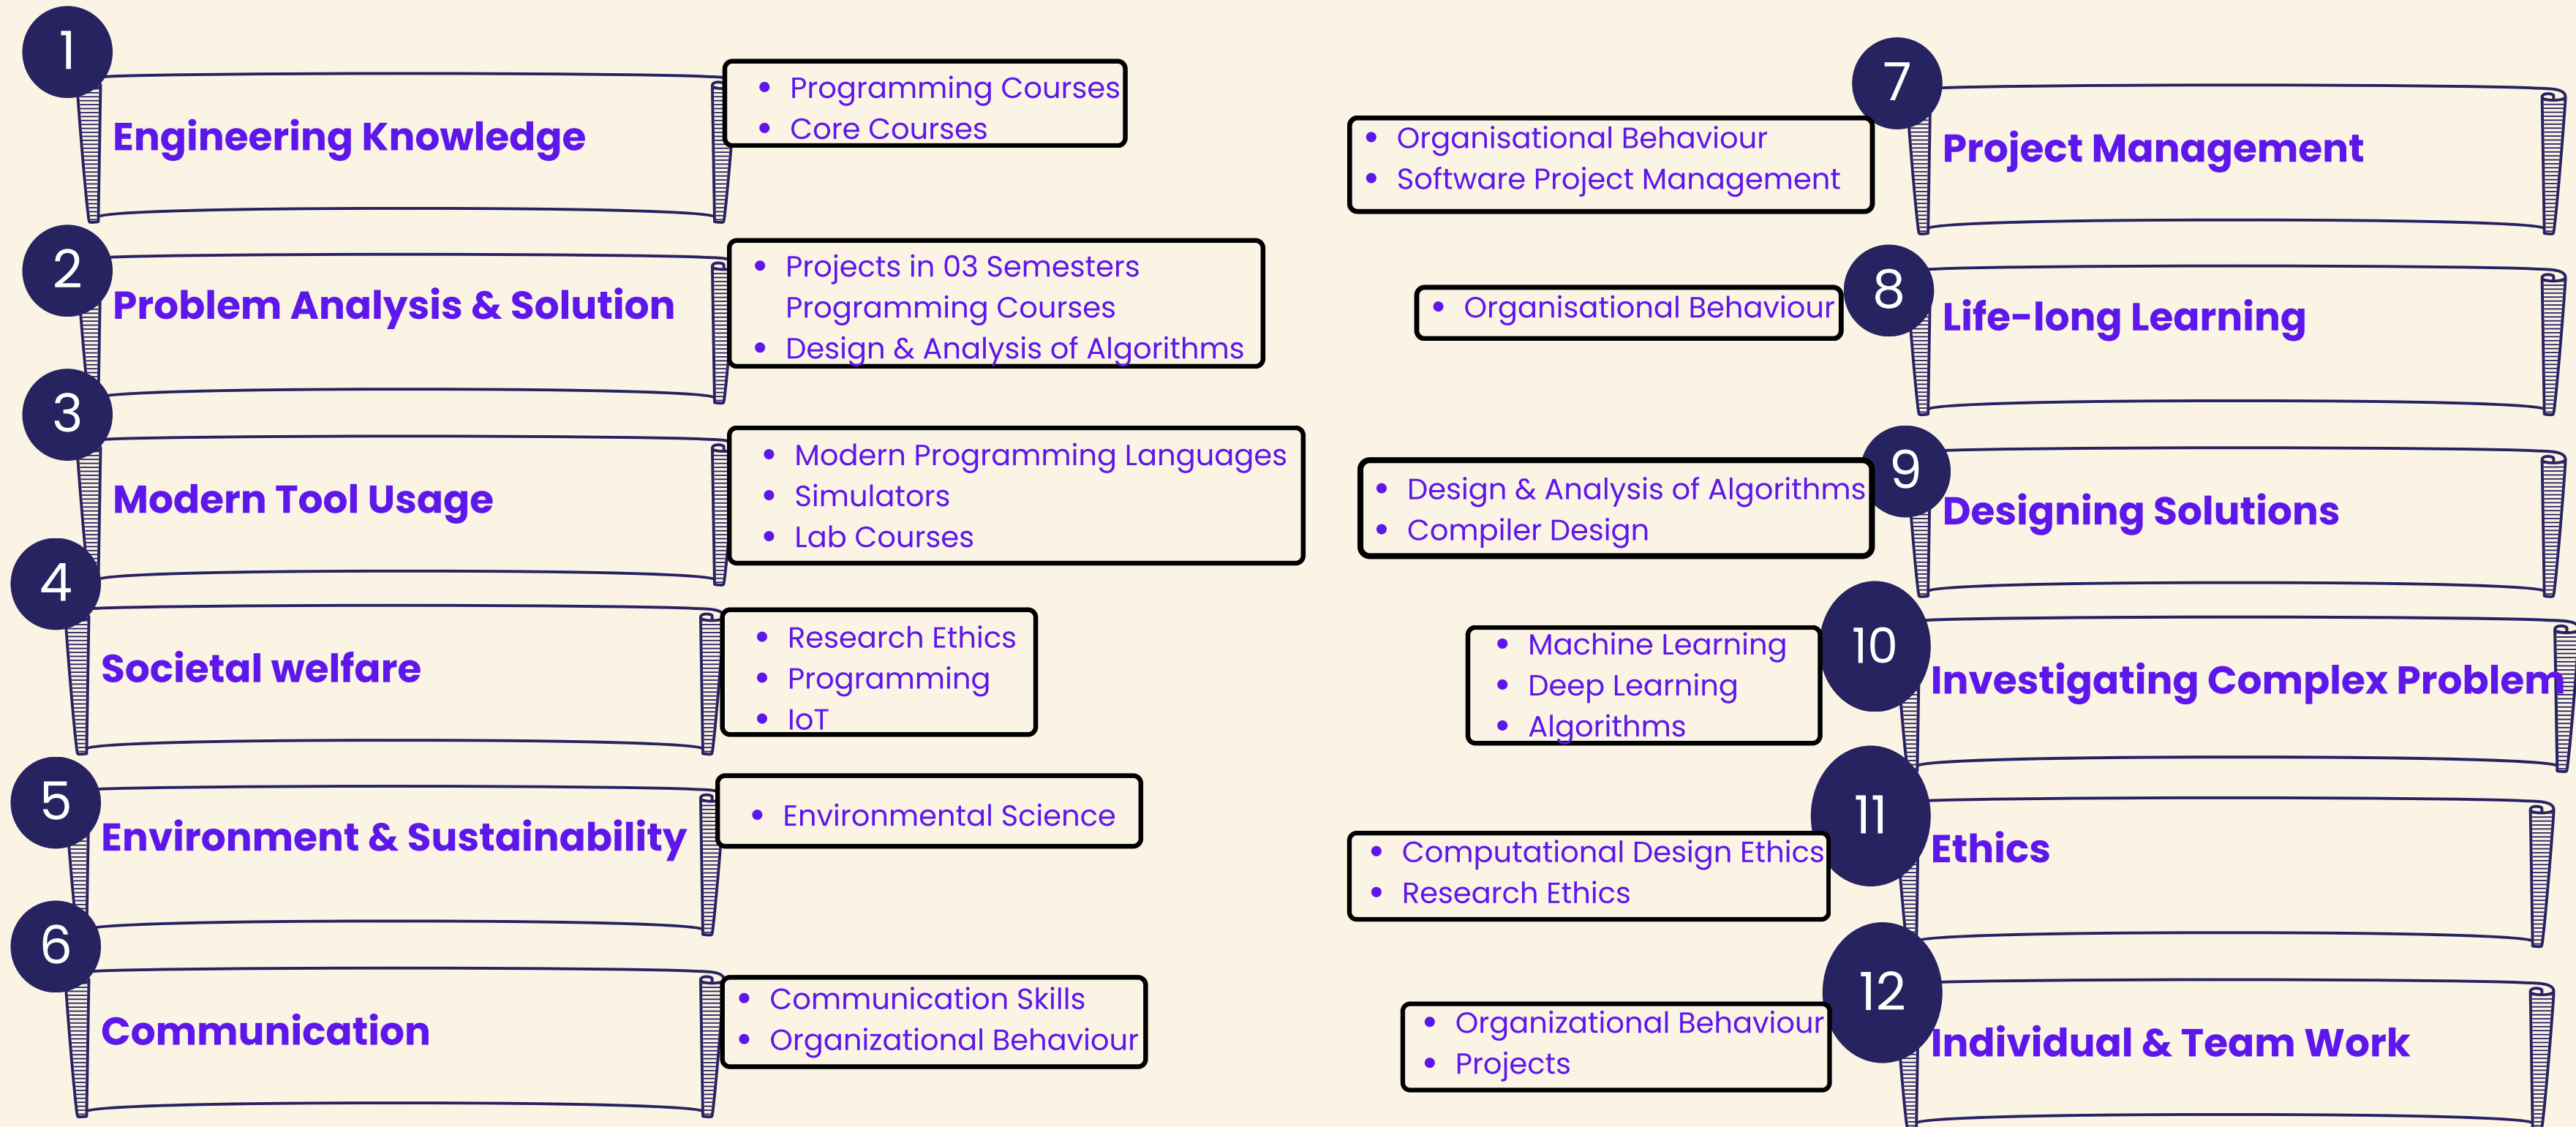 1
Engineering Knowledge
• Programming Courses
• Core Courses
2
Problem Analysis & Solution
• Projects in 03 Semesters
Programming Courses
• Design & Analysis of Algorithms
3
Modern Tool Usage
• Modern Programming Languages
• Simulators
• Lab Courses
4
Societal welfare
• Research Ethics
• Programming
• IoT
5
Environment & Sustainability
• Environmental Science
6
Communication
• Communication Skills
• Organizational Behaviour
7
Project Management
• Organisational Behaviour
• Software Project Management
8
Life-long Learning
• Organisational Behaviour
9
Designing Solutions
• Design & Analysis of Algorithms
• Compiler Design
10
Investigating Complex Problem
• Machine Learning
• Deep Learning
• Algorithms
11
Ethics
• Computational Design Ethics
• Research Ethics
12
Individual & Team Work
• Organizational Behaviour
• Projects